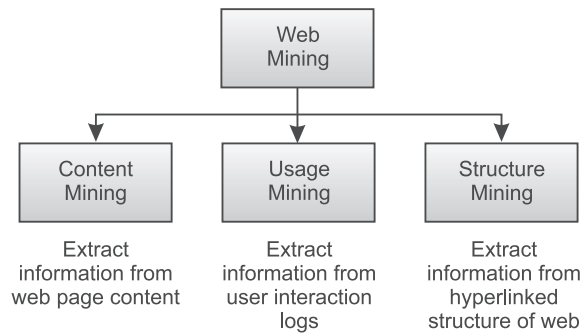 Web
Mining
Content
Mining
Usage
Mining
Structure
Mining
Extract
information from
web page content
Extract
information from
user interaction
logs
Extract
information from
hyperlinked
structure of web